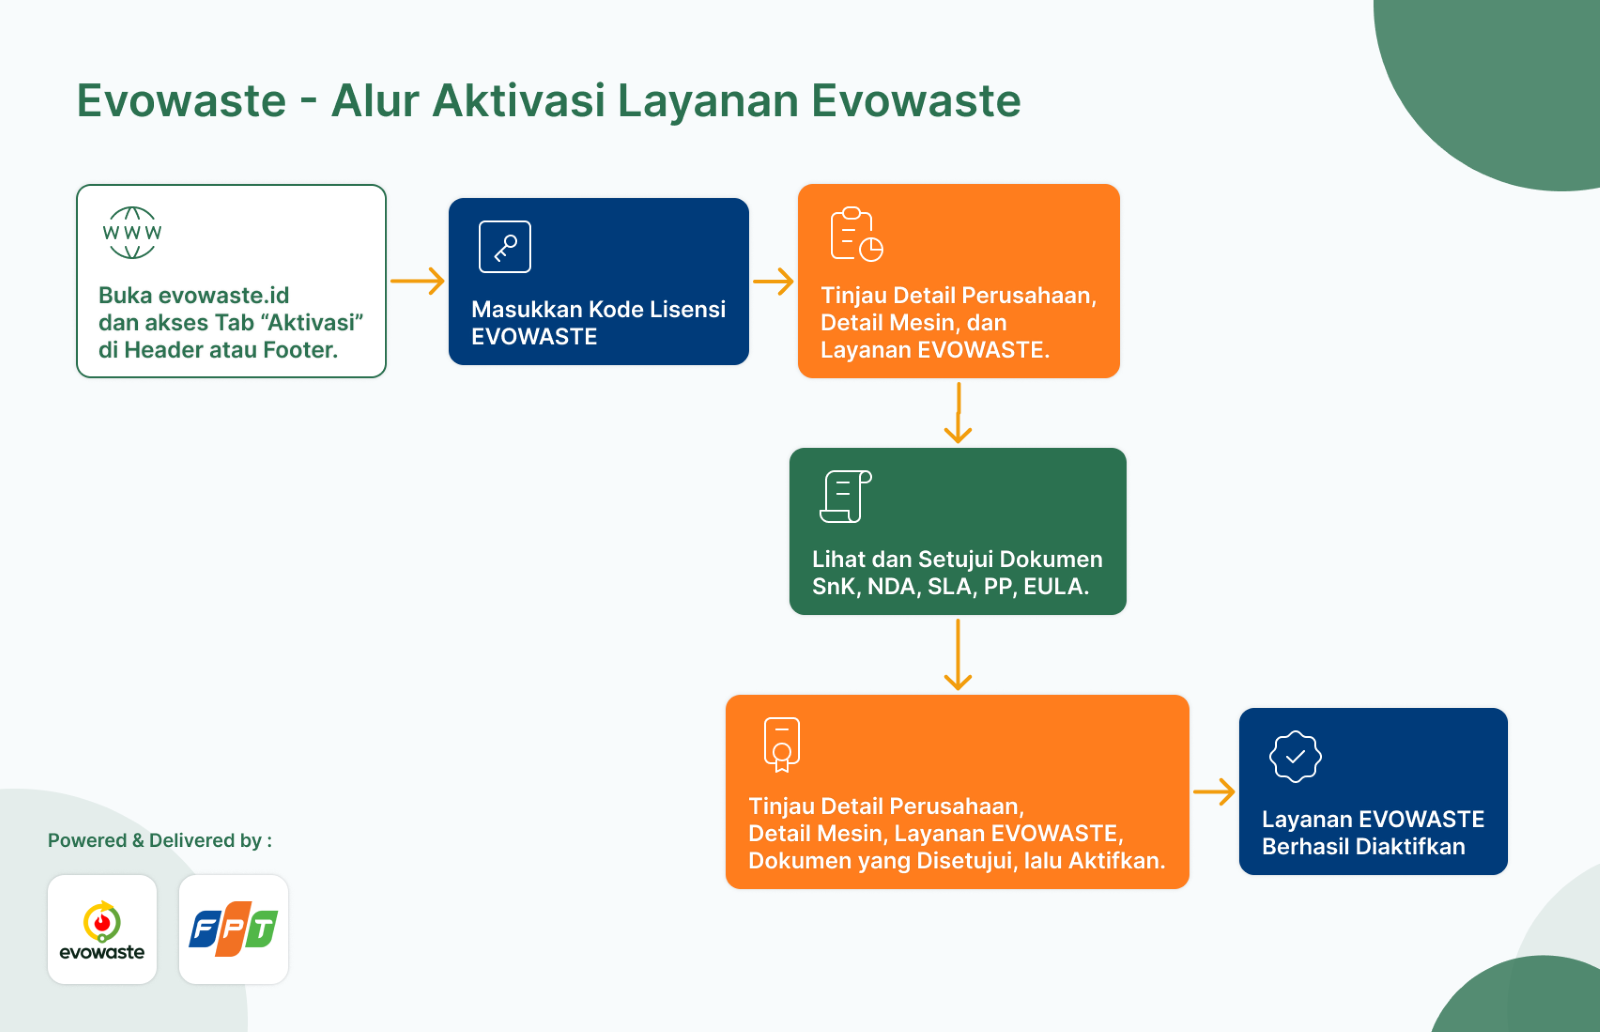 Evowaste - Alur Aktivasi Layanan Evowaste
WWW
Buka evowaste.id
dan akses Tab “Aktivasi”
di Header atau Footer.
Masukkan Kode Lisensi
EVOWASTE
Tinjau Detail Perusahaan,
Detail Mesin, dan
Layanan EVOWASTE.
Lihat dan Setujui Dokumen
SnK, NDA, SLA, PP, EULA.
Tinjau Detail Perusahaan,
Detail Mesin, Layanan EVOWASTE,
Dokumen yang Disetujui, lalu Aktifkan.
Layanan EVOWASTE
Berhasil Diaktifkan
Powered & Delivered by :
evowaste
FPT